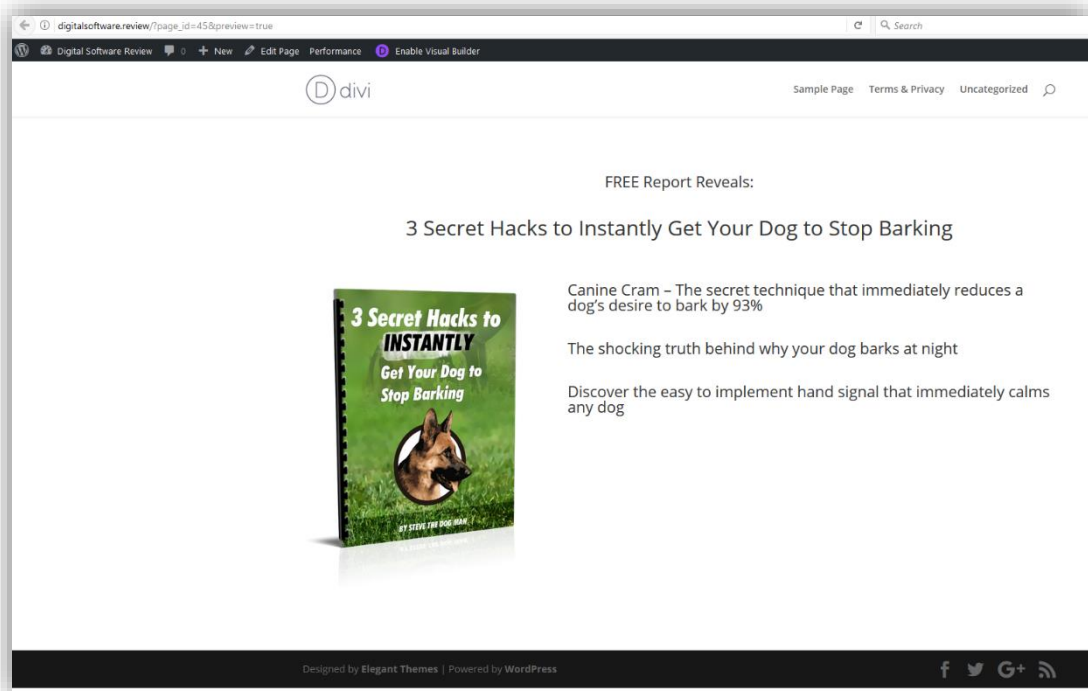 digitalsoftware.review/?page_id=45&preview=true
Search
Digital Software Review 0 + New Edit Page Performance D Enable Visual Builder
D divi
Sample Page Terms & Privacy Uncategorized
FREE Report Reveals:
3 Secret Hacks to Instantly Get Your Dog to Stop Barking
3 Secret Hacks to
INSTANTLY
Get Your Dog to
Stop Barking
BY STEVE THE DOG MAN
Canine Cram – The secret technique that immediately reduces a
dog’s desire to bark by 93%
The shocking truth behind why your dog barks at night
Discover the easy to implement hand signal that immediately calms
any dog
Designed by Elegant Themes | Powered by WordPress
f G+